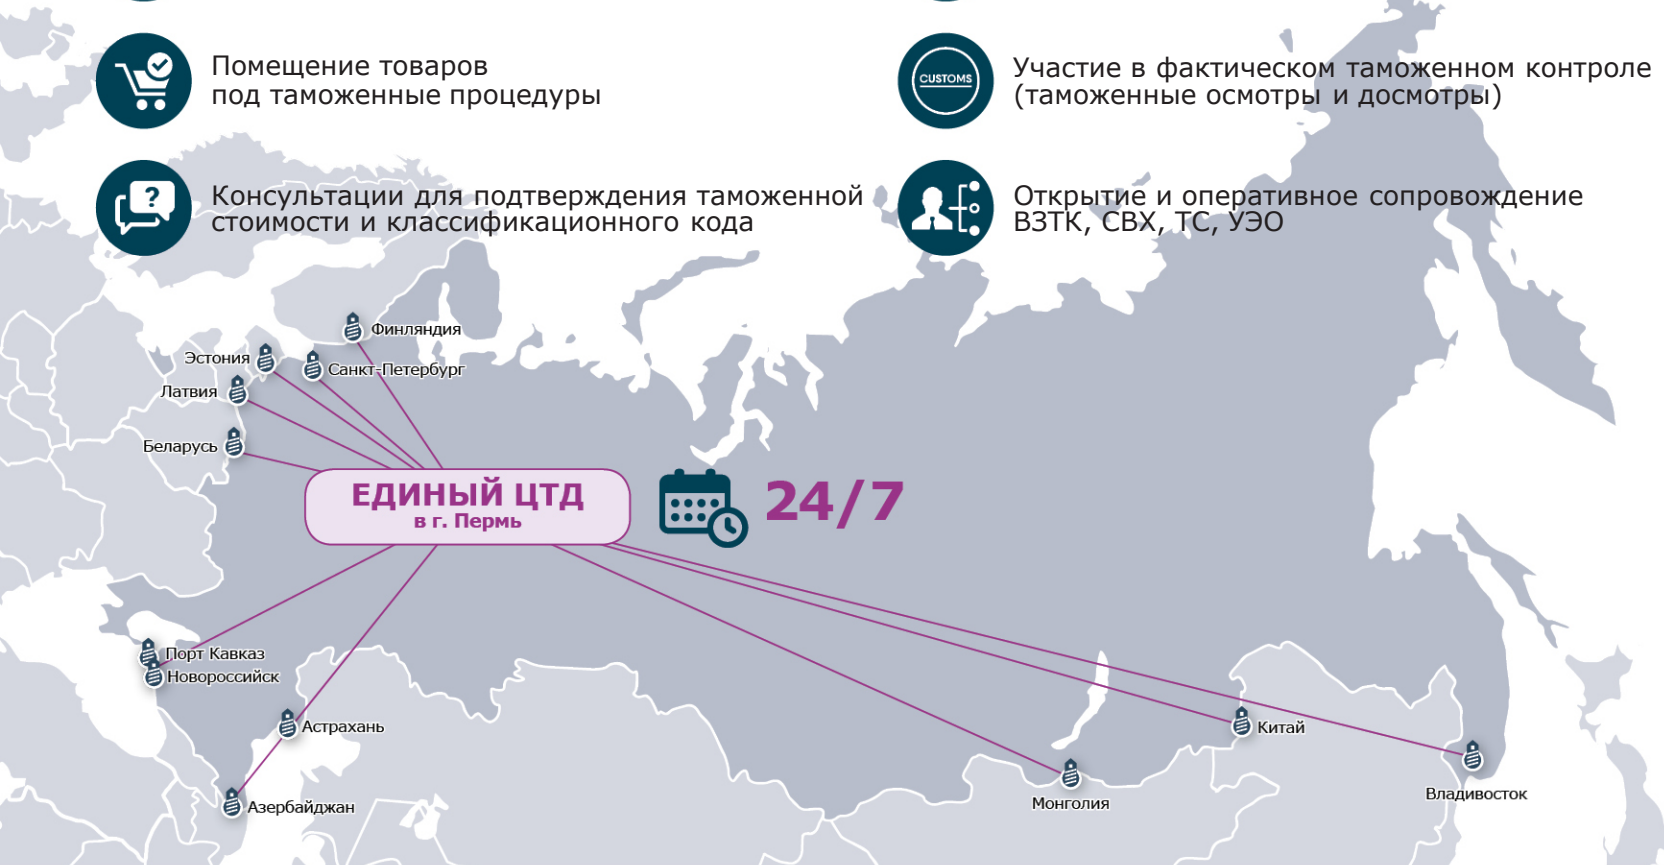 Помещение товаров
под таможенные процедуры
CUSTOMS
Участие в фактическом таможенном контроле
(таможенные осмотры и досмотры)
?
Консультации для подтверждения таможенной
стоимости и классификационного кода
Открытие и оперативное сопровождение
ВЗТК, СВХ, ТС, УЭО
Финляндия
Эстония
Санкт-Петербург
Латвия
Беларусь
ЕДИНЫЙ ЦТД
в г. Пермь
24/7
Порт Кавказ
Новороссийск
Астрахань
Китай
Азербайджан
Монголия
Владивосток